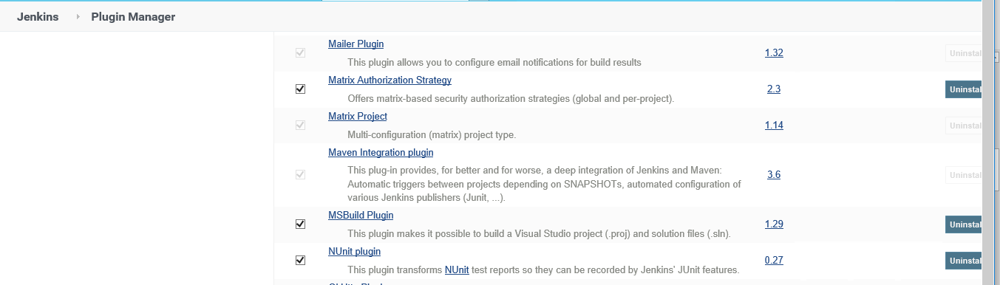 Jenkins Plugin Manager
Mailer Plugin
This plugin allows you to configure email notifications for build results
1.32
Uninstal
Matrix Authorization Strategy
Offers matrix-based security authorization strategies (global and per-project).
2.3
Uninstal
Matrix Project
Multi-configuration (matrix) project type.
1.14
Uninstal
Maven Integration plugin
This plug-in provides, for better and for worse, a deep integration of Jenkins and Maven:
Automatic triggers between projects depending on SNAPSHOTs, automated configuration of
various Jenkins publishers (Junit, ...).
3.6
Uninstal
MSBuild Plugin
This plugin makes it possible to build a Visual Studio project (.proj) and solution files (.sln).
1.29
Uninstal
NUnit plugin
This plugin transforms NUnit test reports so they can be recorded by Jenkins' JUnit features.
0.27
Uninstal